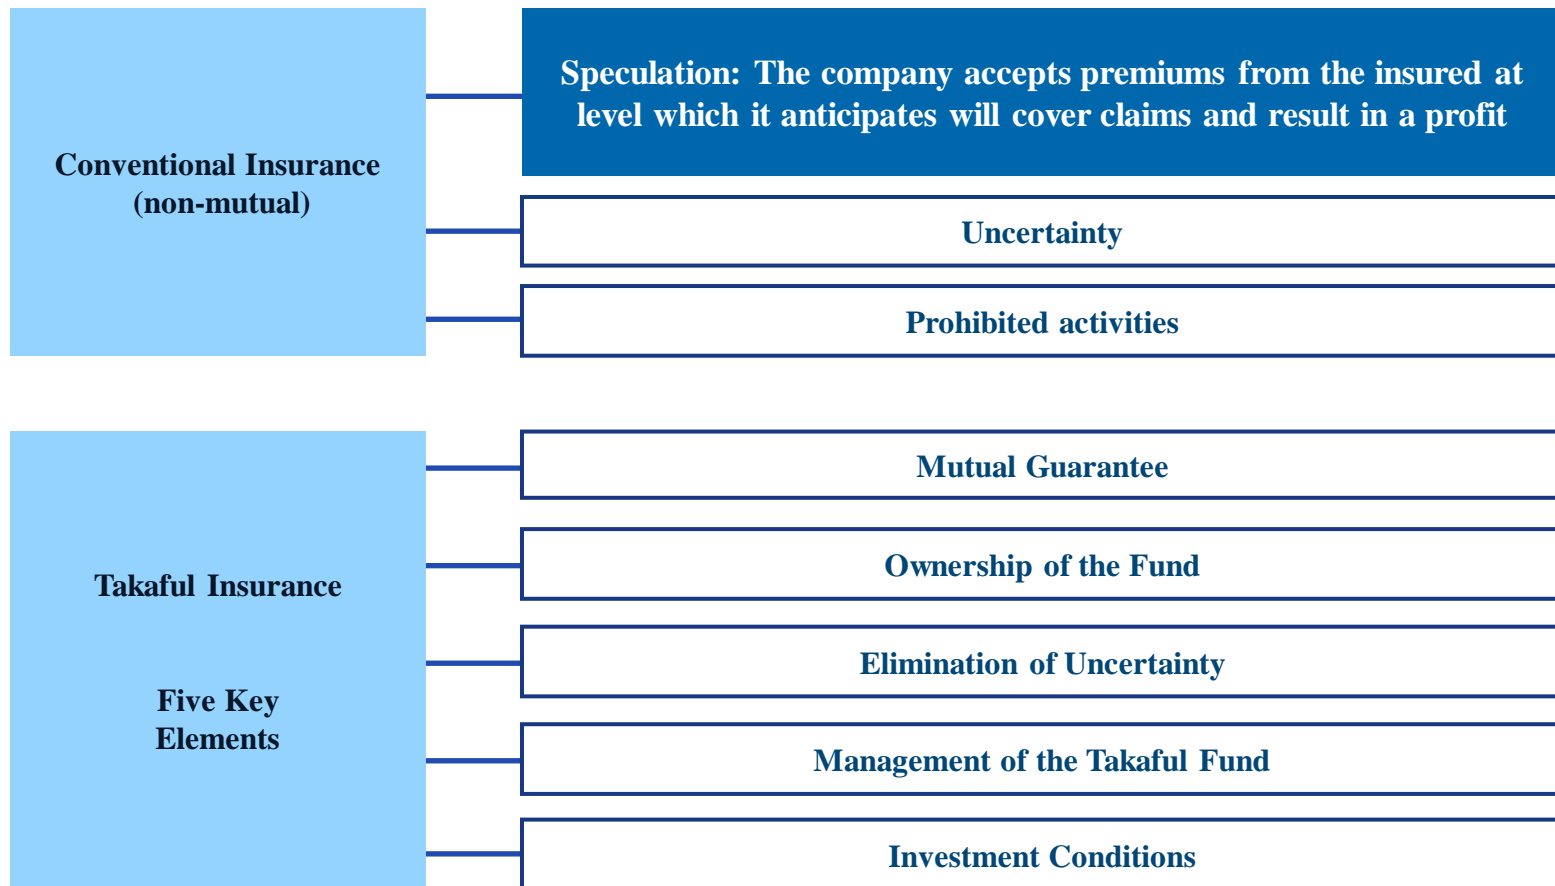 Conventional Insurance
(non-mutual)
Speculation: The company accepts premiums from the insured at
level which it anticipates will cover claims and result in a profit
Uncertainty
Prohibited activities
Takaful Insurance
Five Key
Elements
Mutual Guarantee
Ownership of the Fund
Elimination of Uncertainty
Management of the Takaful Fund
Investment Conditions